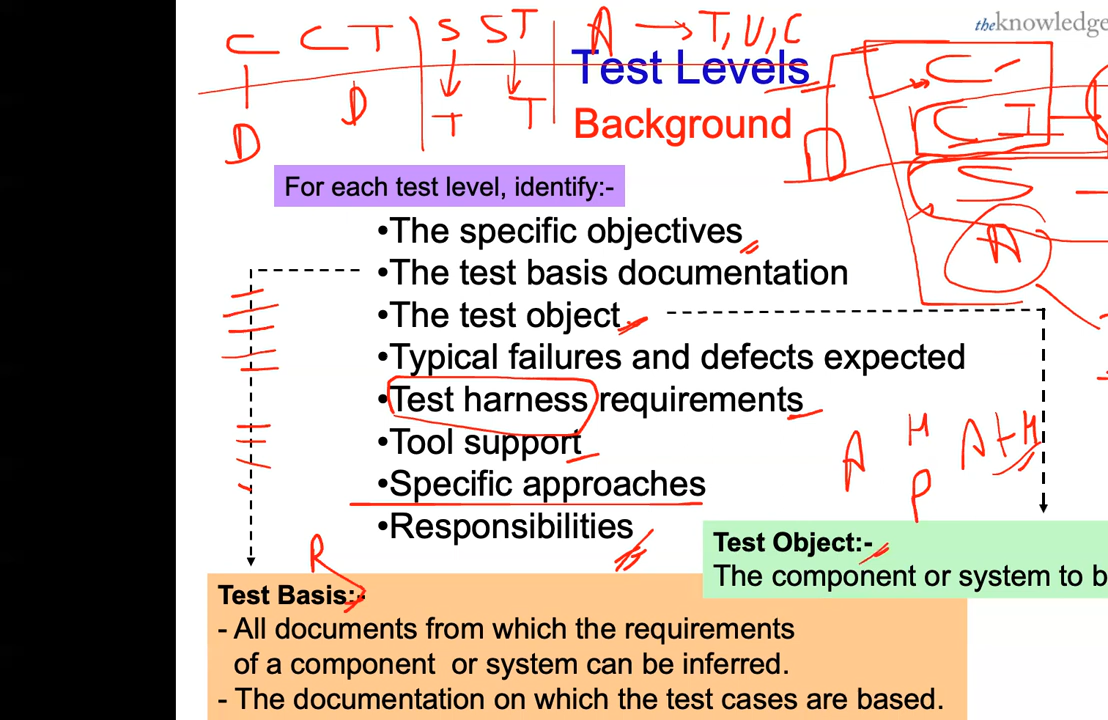 C C T S ST A → T, U, C
theknowledge
D D T T
Test Levels
Background
C
D C I
S
A
For each test level, identify:-
•The specific objectives
•The test basis documentation
•The test object
•Typical failures and defects expected
•Test harness requirements
•Tool support
A H A+H
P
•Specific approaches
•Responsibilities
R
Test Object:-
The component or system to b
Test Basis:-
- All documents from which the requirements
of a component or system can be inferred.
- The documentation on which the test cases are based.